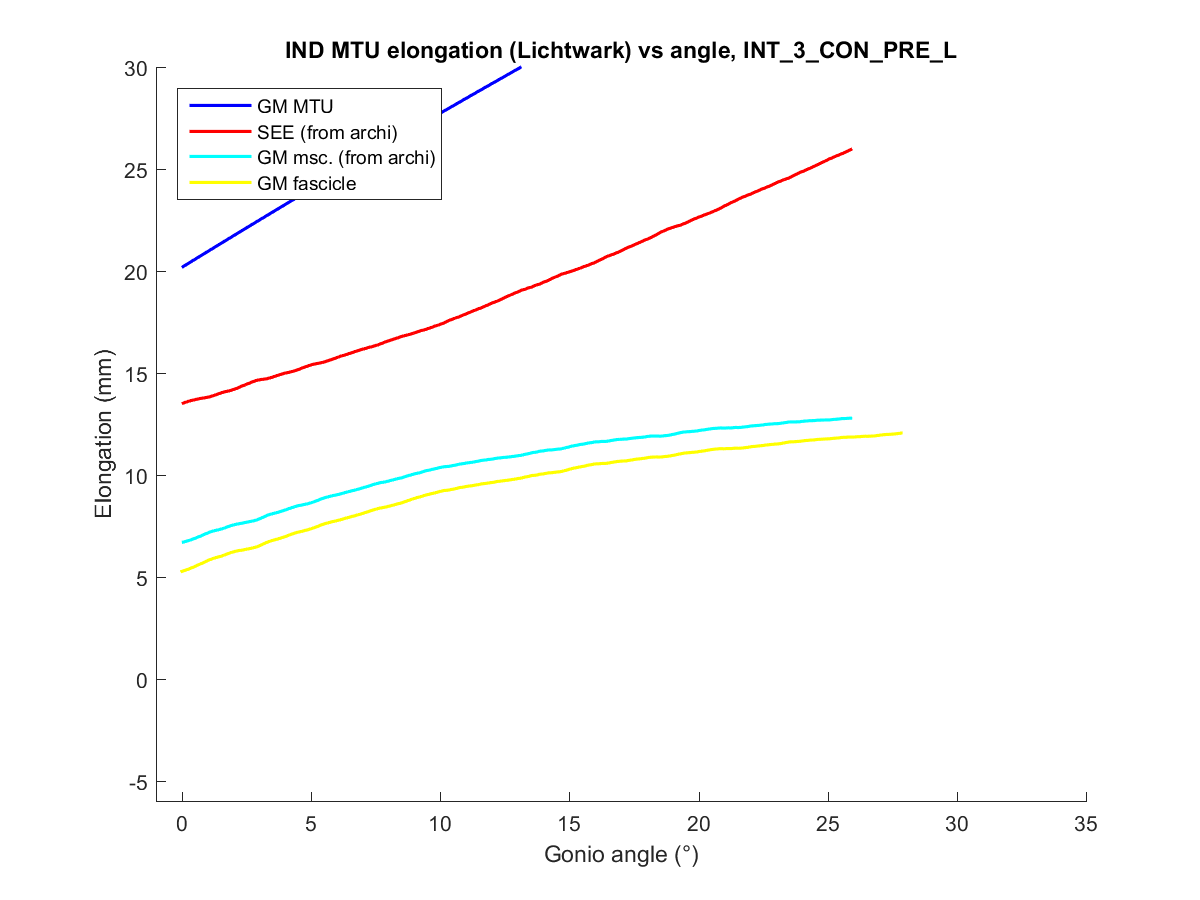 IND MTU elongation (Lichtwark) vs angle, INT_3_CON_PRE_L
30
25
20
15
10
5
0
-5
Elongation (mm)
GM MTU
SEE (from archi)
GM msc. (from archi)
GM fascicle
0 5 10 15 20 25 30 35
Gonio angle (°)